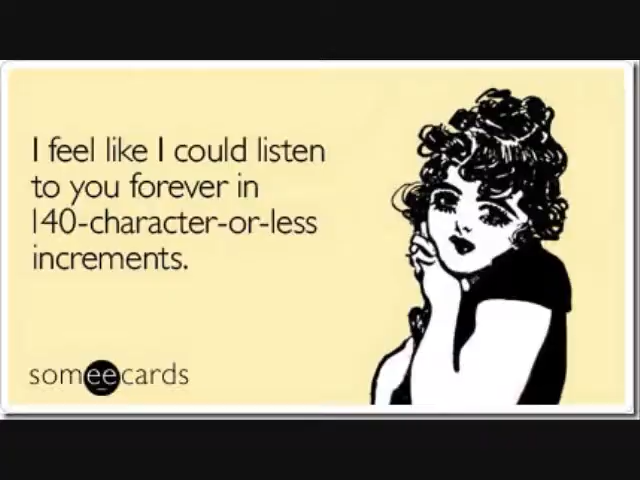 I feel like I could listen
to you forever in
140-character-or-less
increments.
someecards